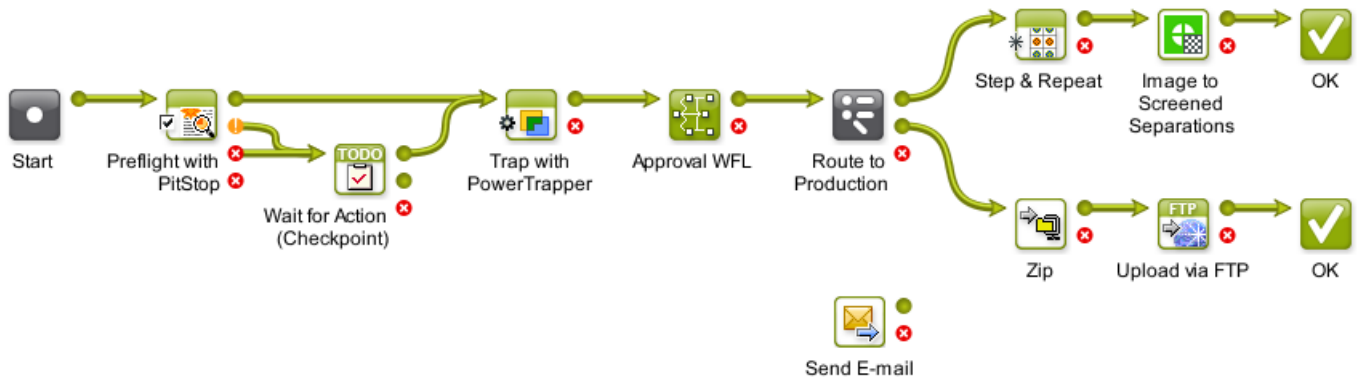 Start
Preflight with
PitStop
TODO
Wait for Action
(Checkpoint)
Trap with
PowerTrapper
Approval WFL
Route to
Production
Step & Repeat
Image to
Screened
Separations
OK
Zip
FTP
Upload via FTP
OK
Send E-mail